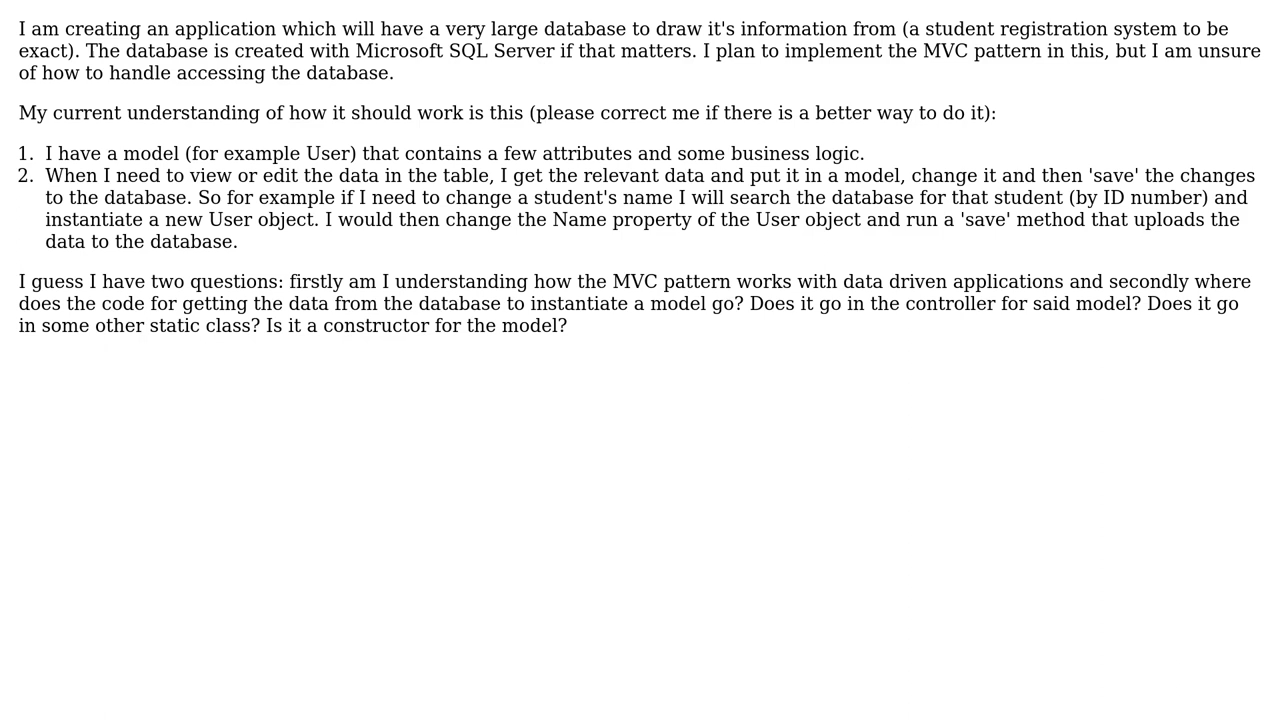 I am creating an application which will have a very large database to draw it's information from (a student registration system to be
exact). The database is created with Microsoft SQL Server if that matters. I plan to implement the MVC pattern in this, but I am unsure
of how to handle accessing the database.
My current understanding of how it should work is this (please correct me if there is a better way to do it):
1. I have a model (for example User) that contains a few attributes and some business logic.
2. When I need to view or edit the data in the table, I get the relevant data and put it in a model, change it and then 'save' the changes
to the database. So for example if I need to change a student's name I will search the database for that student (by ID number) and
instantiate a new User object. I would then change the Name property of the User object and run a 'save' method that uploads the
data to the database.
I guess I have two questions: firstly am I understanding how the MVC pattern works with data driven applications and secondly where
does the code for getting the data from the database to instantiate a model go? Does it go in the controller for said model? Does it go
in some other static class? Is it a constructor for the model?